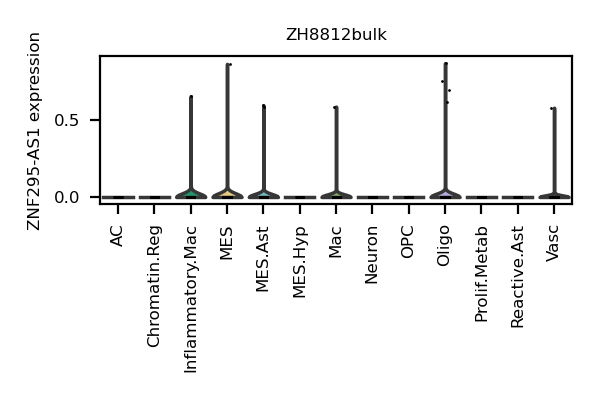 ZH8812bulk
ZNF295-AS1 expression
0.5
0.0
AC
Chromatin.Reg
Inflammatory.Mac
MES
MES.Ast
MES.Hyp
Mac
Neuron
OPC
Oligo
Prolif.Metab
Reactive.Ast
Vasc